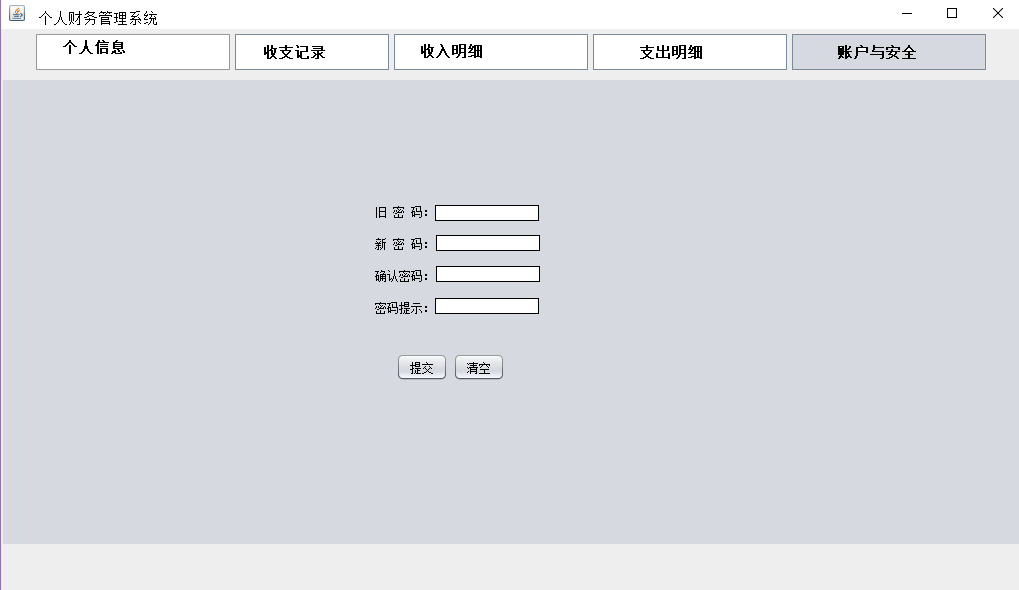 个人财务管理系统
个人信息 收支记录 收入明细 支出明细 账户与安全
旧 密 码：
新 密 码：
确认密码：
密码提示：
提交 清空